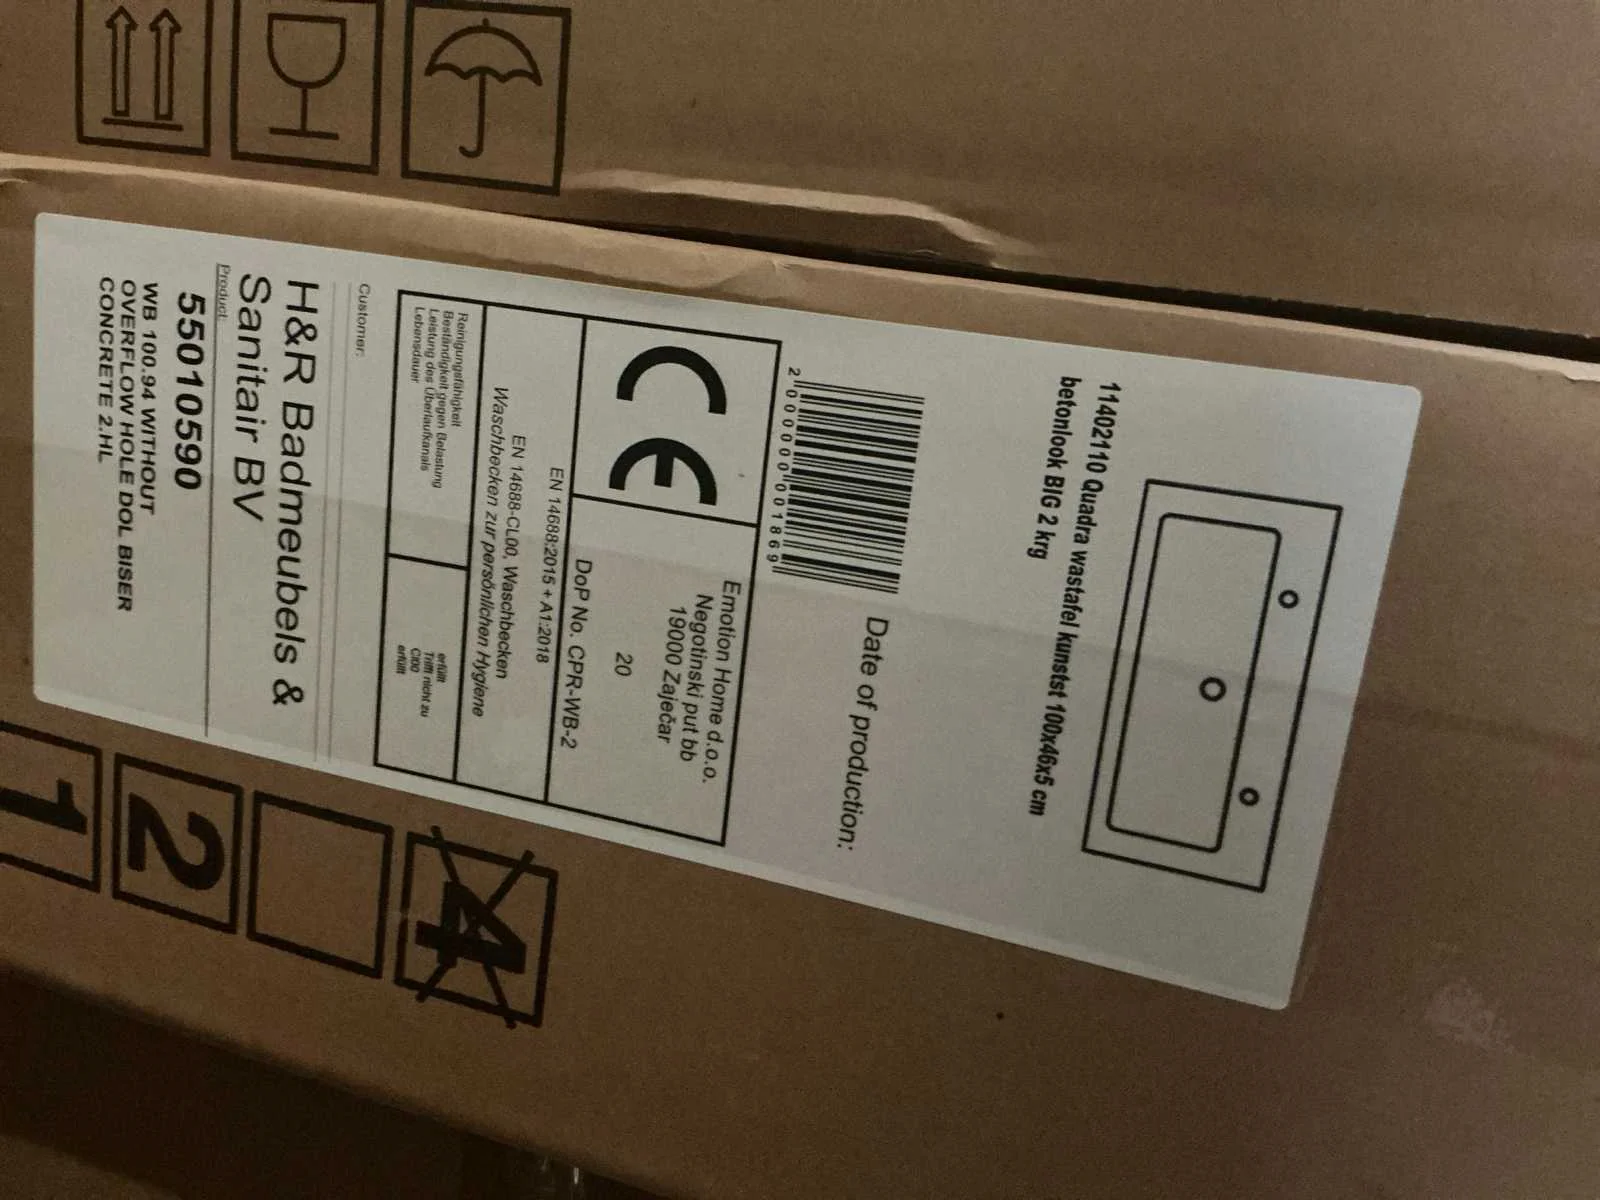 11402110 Quadra wastafel kunstst 100x46x5 cm
betonlook BIG 2 krg
Date of production:
2000000001869
CE
Emotion Home d.o.o.
Negotinski put bb
19000 Zaječar
20
DoP No. CPR-WB-2
EN 14688:2015 + A1:2018
EN 14688-CL00, Waschbecken
Waschbecken zur persönlichen Hygiene
Reinigungsfähigkeit erfüllt
Beständigkeit gegen Belastung Trifft nicht zu
Leistung des Überlaufkanals Cl00
Lebensdauer erfüllt
Customer:
H&R Badmeubels &
Sanitair BV
Product:
55010590
WB 100.94 WITHOUT
OVERFLOW HOLE DOL BISER
CONCRETE 2.HL
4
2
1